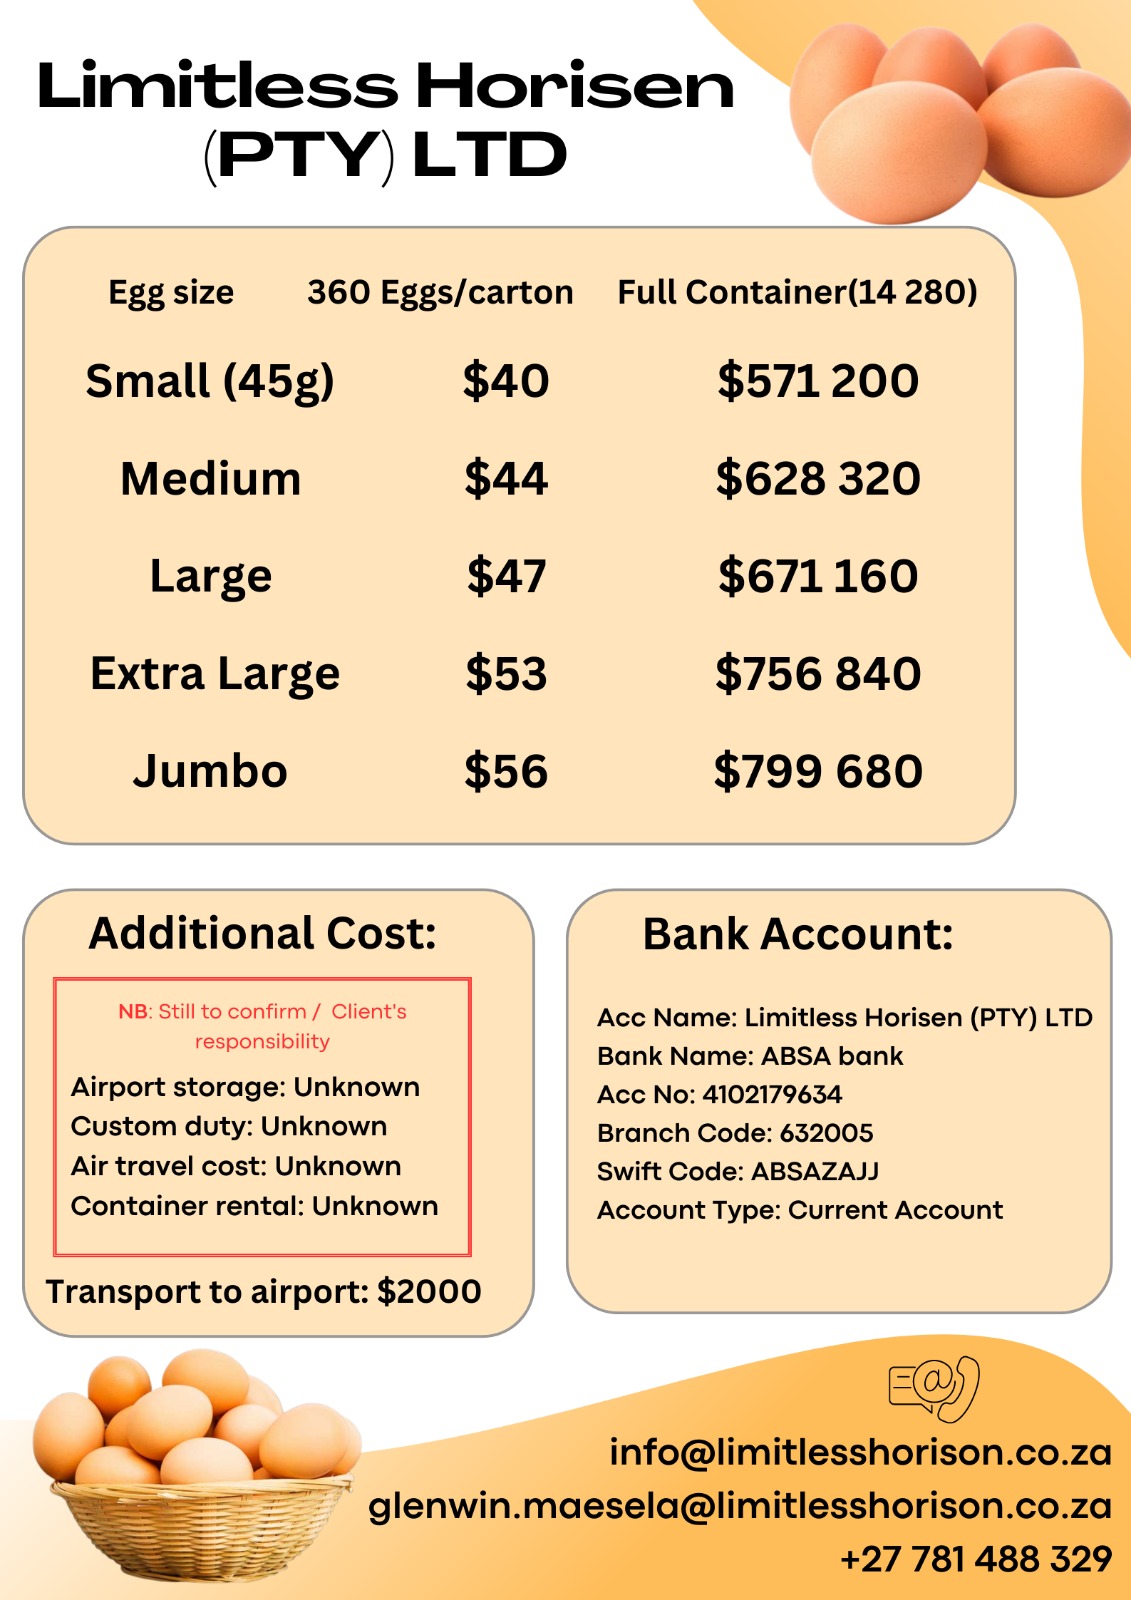 Limitless Horisen
(PTY) LTD
Egg size 360 Eggs/carton Full Container(14 280)
Small (45g) $40 $571 200
Medium $44 $628 320
Large $47 $671 160
Extra Large $53 $756 840
Jumbo $56 $799 680
Additional Cost:
NB: Still to confirm / Client's
responsibility
Airport storage: Unknown
Custom duty: Unknown
Air travel cost: Unknown
Container rental: Unknown
Transport to airport: $2000
Bank Account:
Acc Name: Limitless Horisen (PTY) LTD
Bank Name: ABSA bank
Acc No: 4102179634
Branch Code: 632005
Swift Code: ABSAZAJJ
Account Type: Current Account
info@limitlesshorison.co.za
glenwin.maesela@limitlesshorison.co.za
+27 781 488 329